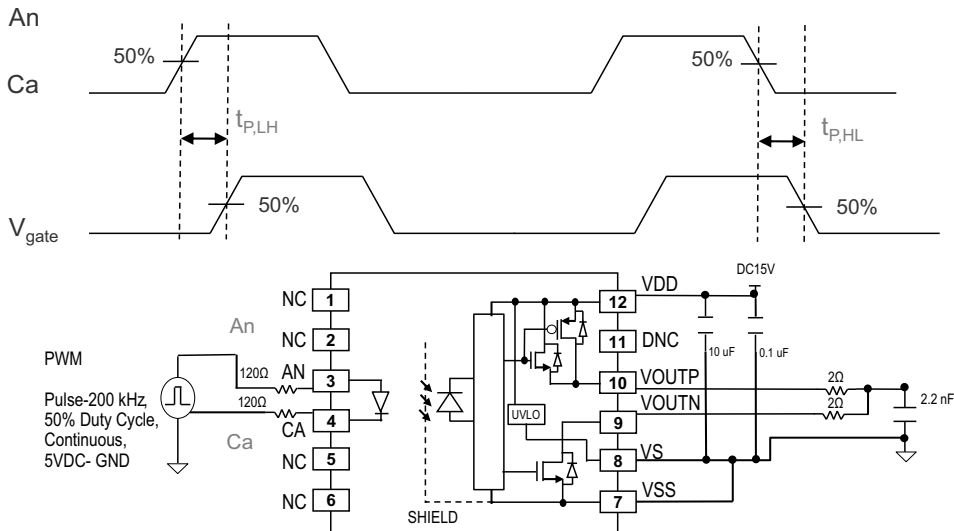 An
50%
50%
Ca
tP,LH
tP,HL
50%
50%
Vgate
DC15V
NC 1
VDD
12
An
NC 2
11 DNC
10 uF
0.1 uF
PWM
120Ω
AN 3
10 VOUTP
2Ω
Pulse-200 kHz,
50% Duty Cycle,
Continuous,
5VDC- GND
120Ω
CA 4
UVLO
9 VOUTN
2Ω
2.2 nF
Ca
NC 5
8 VS
NC 6
7 VSS
SHIELD